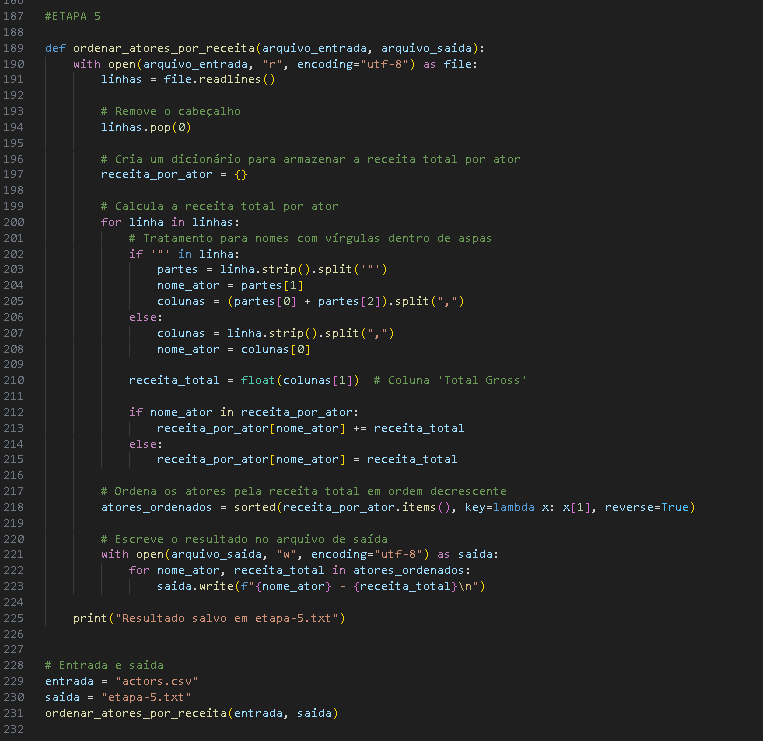 186
187 #ETAPA 5
188
189 def ordenar_atores_por_receita(arquivo_entrada, arquivo_saida):
190     with open(arquivo_entrada, "r", encoding="utf-8") as file:
191         linhas = file.readlines()
192
193         # Remove o cabeçalho
194         linhas.pop(0)
195
196         # Cria um dicionário para armazenar a receita total por ator
197         receita_por_ator = {}
198
199         # Calcula a receita total por ator
200         for linha in linhas:
201             # Tratamento para nomes com vírgulas dentro de aspas
202             if '"' in linha:
203                 partes = linha.strip().split('"')
204                 nome_ator = partes[1]
205                 colunas = (partes[0] + partes[2]).split(",")
206             else:
207                 colunas = linha.strip().split(",")
208                 nome_ator = colunas[0]
209
210             receita_total = float(colunas[1])  # Coluna 'Total Gross'
211
212             if nome_ator in receita_por_ator:
213                 receita_por_ator[nome_ator] += receita_total
214             else:
215                 receita_por_ator[nome_ator] = receita_total
216
217         # Ordena os atores pela receita total em ordem decrescente
218         atores_ordenados = sorted(receita_por_ator.items(), key=lambda x: x[1], reverse=True)
219
220         # Escreve o resultado no arquivo de saída
221         with open(arquivo_saida, "w", encoding="utf-8") as saida:
222             for nome_ator, receita_total in atores_ordenados:
223                 saida.write(f"{nome_ator} - {receita_total}\n")
224
225     print("Resultado salvo em etapa-5.txt")
226
227
228 # Entrada e saída
229 entrada = "actors.csv"
230 saida = "etapa-5.txt"
231 ordenar_atores_por_receita(entrada, saida)
232